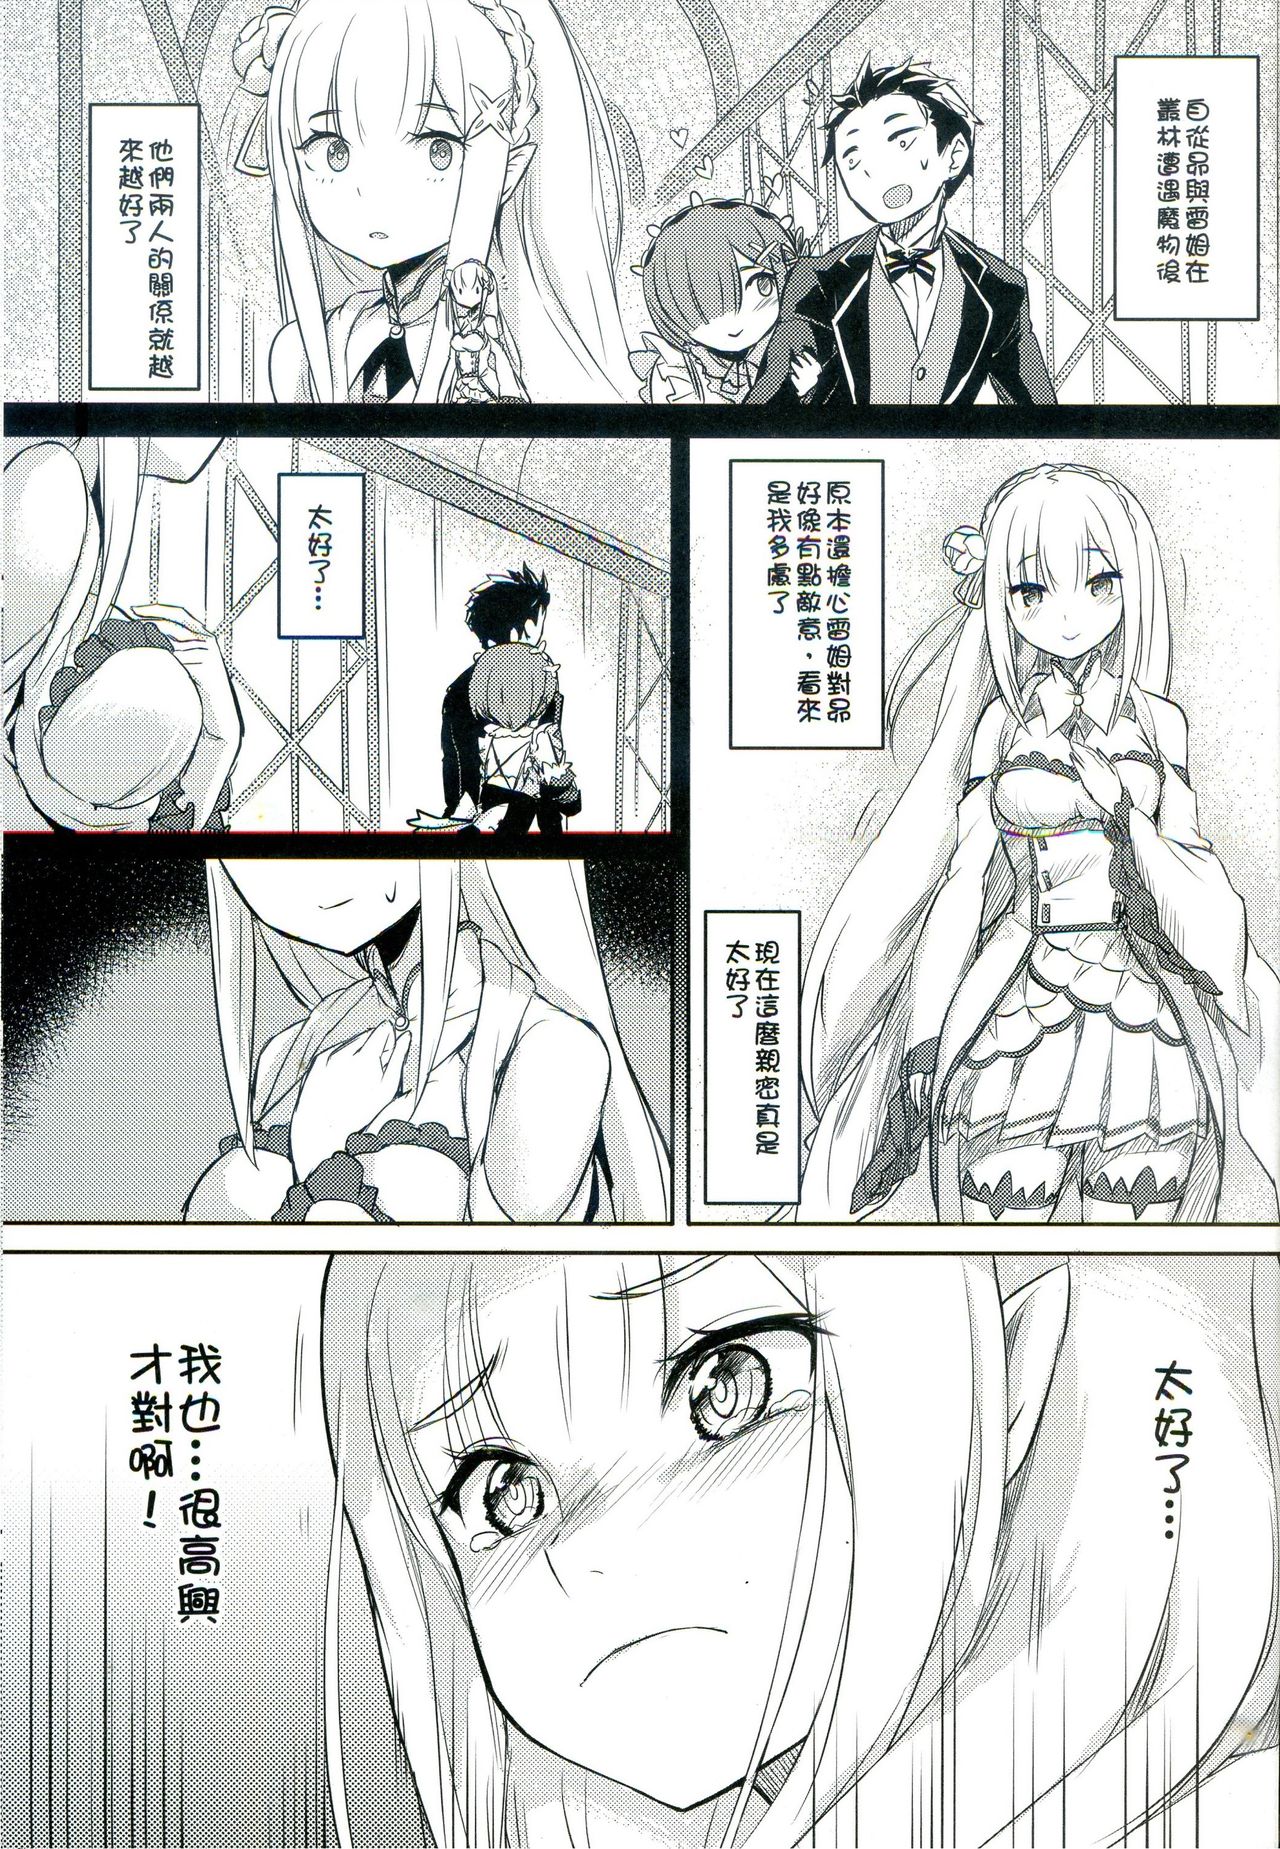 自從昴與雷姆在
叢林遭遇魔物後
他們兩人的關係就越
來越好了
原本還擔心雷姆對昴
好像有點敵意，看來
是我多慮了
現在這麼親密真是
太好了
太好了…
太好了…
我也…很高興
才對啊！